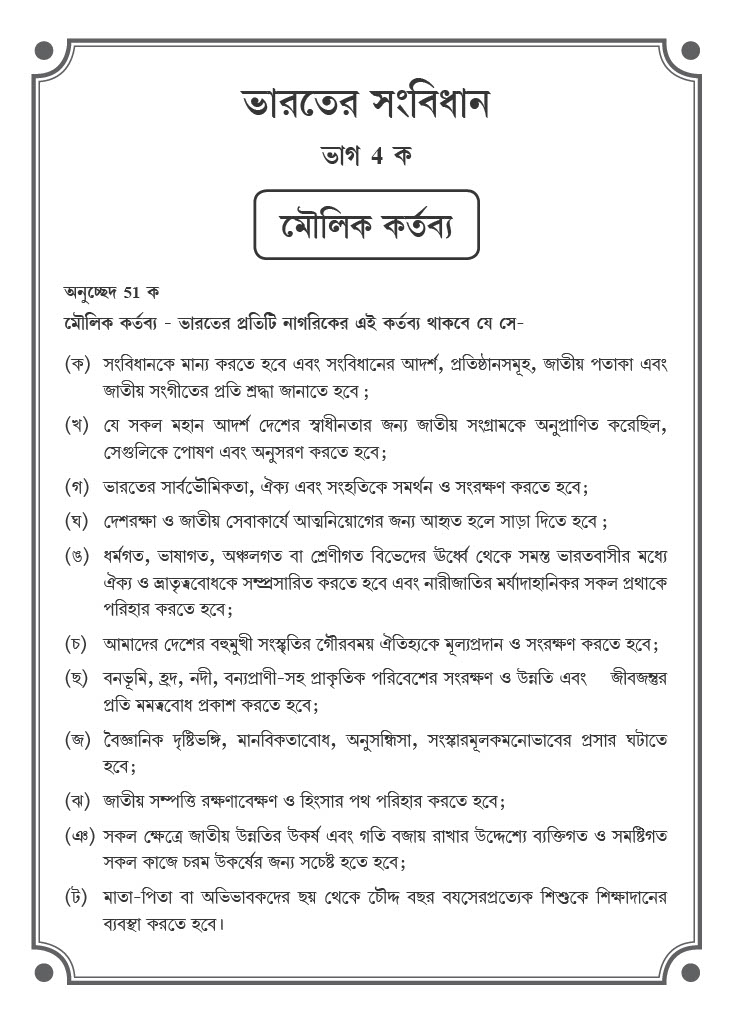 ভারতের সংবিধান
ভাগ 4 ক
মৌলিক কর্তব্য
অনুচ্ছেদ 51 ক
মৌলিক কর্তব্য - ভারতের প্রতিটি নাগরিকের এই কর্তব্য থাকবে যে সে-
(ক) সংবিধানকে মান্য করতে হবে এবং সংবিধানের আদর্শ, প্রতিষ্ঠানসমূহ, জাতীয় পতাকা এবং
জাতীয় সংগীতের প্রতি শ্রদ্ধা জানাতে হবে ;
(খ) যে সকল মহান আদর্শ দেশের স্বাধীনতার জন্য জাতীয় সংগ্রামকে অনুপ্রাণিত করেছিল,
সেগুলিকে পোষণ এবং অনুসরণ করতে হবে;
(গ) ভারতের সার্বভৌমিকতা, ঐক্য এবং সংহতিকে সমর্থন ও সংরক্ষণ করতে হবে;
(ঘ) দেশরক্ষা ও জাতীয় সেবাকার্যে আত্মনিয়োগের জন্য আহূত হলে সাড়া দিতে হবে ;
(ঙ) ধর্মগত, ভাষাগত, অঞ্চলগত বা শ্রেণীগত বিভেদের ঊর্ধ্বে থেকে সমস্ত ভারতবাসীর মধ্যে
ঐক্য ও ভ্রাতৃত্ববোধকে সম্প্রসারিত করতে হবে এবং নারীজাতির মর্যাদাহানিকর সকল প্রথাকে
পরিহার করতে হবে;
(চ) আমাদের দেশের বহুমুখী সংস্কৃতির গৌরবময় ঐতিহ্যকে মূল্যপ্রদান ও সংরক্ষণ করতে হবে;
(ছ) বনভূমি, হ্রদ, নদী, বন্যপ্রাণী-সহ প্রাকৃতিক পরিবেশের সংরক্ষণ ও উন্নতি এবং জীবজন্তুর
প্রতি মমত্ববোধ প্রকাশ করতে হবে;
(জ) বৈজ্ঞানিক দৃষ্টিভঙ্গি, মানবিকতাবোধ, অনুসন্ধিসা, সংস্কারমূলকমনোভাবের প্রসার ঘটাতে
হবে;
(ঝ) জাতীয় সম্পত্তি রক্ষণাবেক্ষণ ও হিংসার পথ পরিহার করতে হবে;
(ঞ) সকল ক্ষেত্রে জাতীয় উন্নতির উকর্ষ এবং গতি বজায় রাখার উদ্দেশ্যে ব্যক্তিগত ও সমষ্টিগত
সকল কাজে চরম উকর্ষের জন্য সচেষ্ট হতে হবে;
(ট) মাতা-পিতা বা অভিভাবকদের ছয় থেকে চৌদ্দ বছর বযসেরপ্রত্যেক শিশুকে শিক্ষাদানের
ব্যবস্থা করতে হবে।